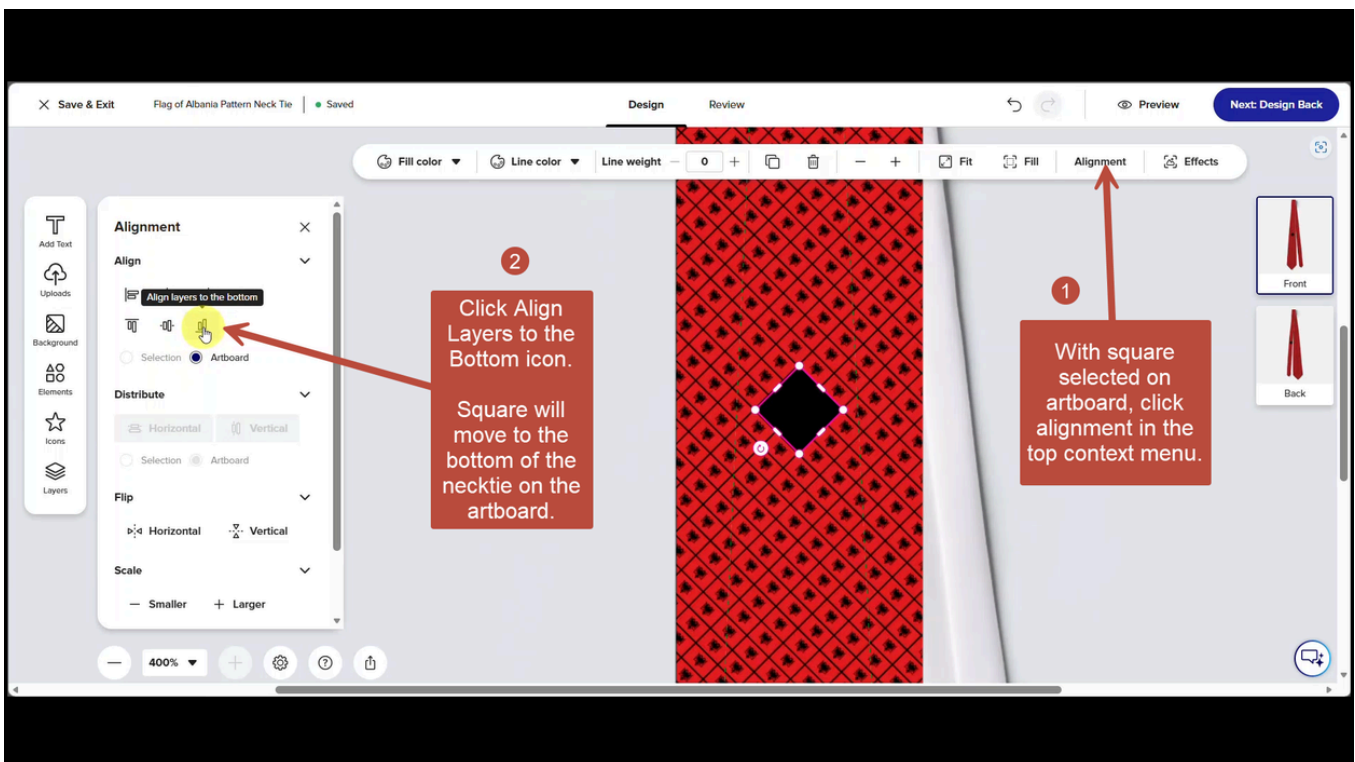 Save & Exit
Flag of Albania Pattern Neck Tie
Saved
Design
Review
Preview
Next: Design Back
Fill color
Line color
Line weight
0
Fit
Fill
Alignment
Effects
Add Text
Uploads
Background
Elements
Icons
Layers
Alignment
Align
Align layers to the bottom
Selection
Artboard
Distribute
Horizontal
Vertical
Selection
Artboard
Flip
Horizontal
Vertical
Scale
Smaller
Larger
400%
2
Click Align
Layers to the
Bottom icon.
Square will
move to the
bottom of the
necktie on the
artboard.
1
With square
selected on
artboard, click
alignment in the
top context menu.
Front
Back